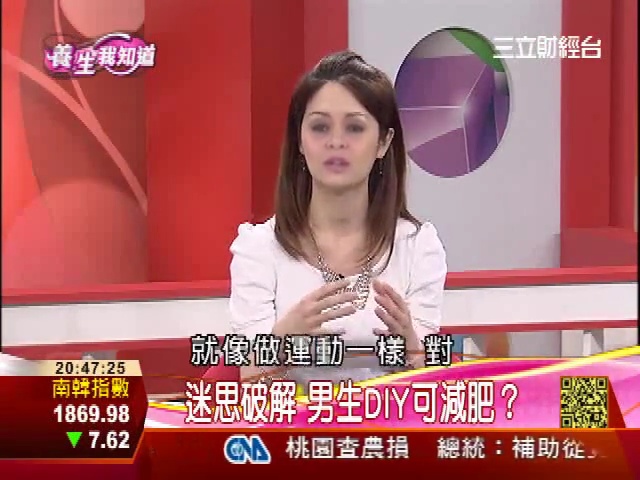 養生我知道
三立財經台
就像做運動一樣 對
20:47:25
南韓指數
1869.98
▼7.62
迷思破解 男生DIY可減肥？
CNA 桃園查農損 總統：補助從